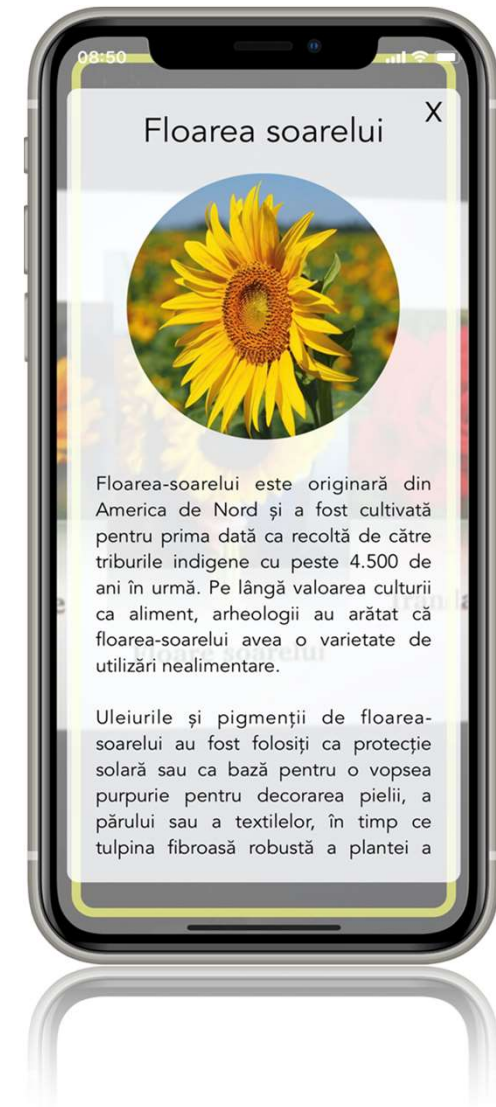 08:50
X
Floarea soarelui
Floarea-soarelui este originară din
America de Nord și a fost cultivată
pentru prima dată ca recoltă de către
triburile indigene cu peste 4.500 de
ani în urmă. Pe lângă valoarea culturii
ca aliment, arheologii au arătat că
floarea-soarelui avea o varietate de
utilizări nealimentare.
Floare soarelui
Uleiurile și pigmenții de floarea-
soarelui au fost folosiți ca protecție
solară sau ca bază pentru o vopsea
purpurie pentru decorarea pielii, a
părului sau a textilelor, în timp ce
tulpina fibroasă robustă a plantei a